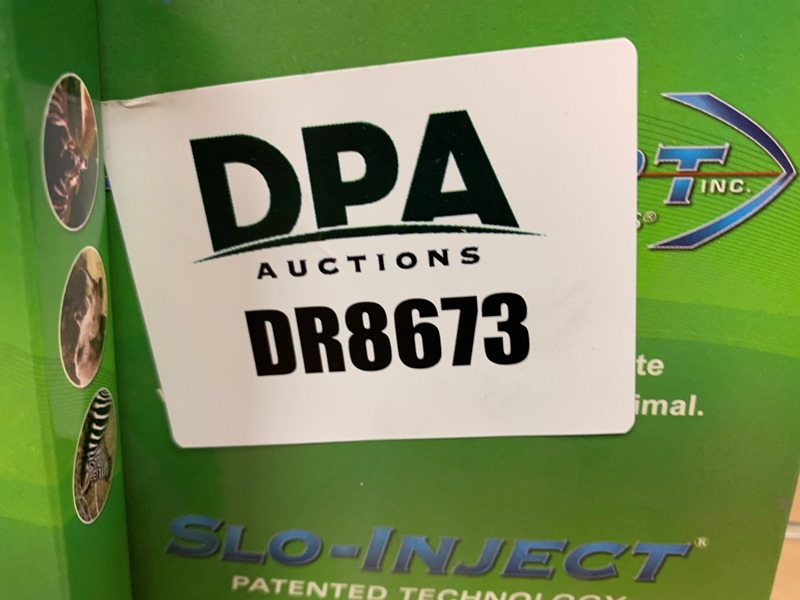 DPA
AUCTIONS
DR8673
T INC.
S®
te
imal.
SLO-INJECT®
PATENTED TECHNOLOGY